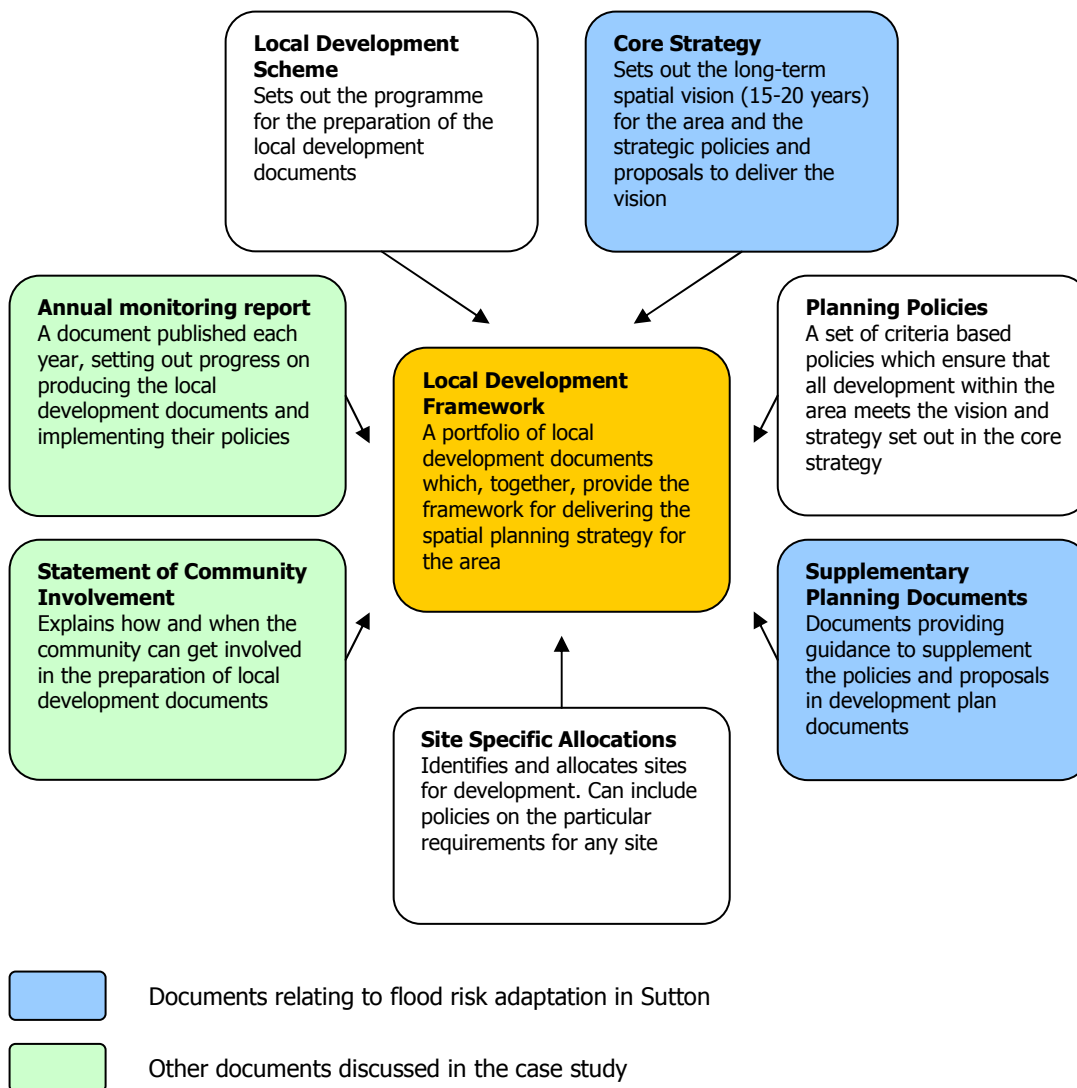 Local Development
Scheme
Sets out the programme
for the preparation of the
local development
documents
Core Strategy
Sets out the long-term
spatial vision (15-20 years)
for the area and the
strategic policies and
proposals to deliver the
vision
Annual monitoring report
A document published each
year, setting out progress on
producing the local
development documents and
implementing their policies
Local Development
Framework
A portfolio of local
development documents
which, together, provide the
framework for delivering the
spatial planning strategy for
the area
Planning Policies
A set of criteria based
policies which ensure that
all development within the
area meets the vision and
strategy set out in the core
strategy
Statement of Community
Involvement
Explains how and when the
community can get involved
in the preparation of local
development documents
Supplementary
Planning Documents
Documents providing
guidance to supplement
the policies and proposals
in development plan
documents
Site Specific Allocations
Identifies and allocates sites
for development. Can include
policies on the particular
requirements for any site
Documents relating to flood risk adaptation in Sutton
Other documents discussed in the case study